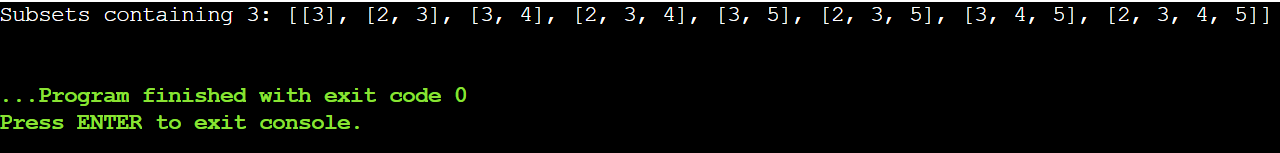 Subsets containing 3: [[3], [2, 3], [3, 4], [2, 3, 4], [3, 5], [2, 3, 5], [3, 4, 5], [2, 3, 4, 5]]
...Program finished with exit code 0
Press ENTER to exit console.